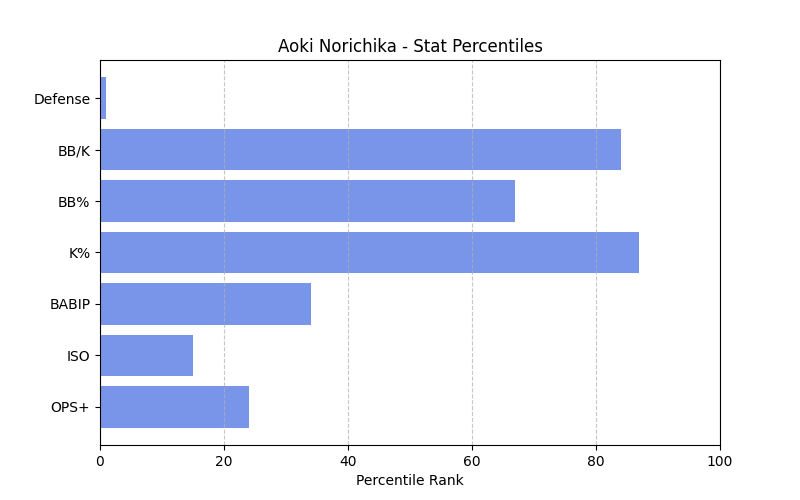 Aoki Norichika - Stat Percentiles
Defense
BB/K
BB%
K%
BABIP
ISO
OPS+
0 20 40 60 80 100
Percentile Rank